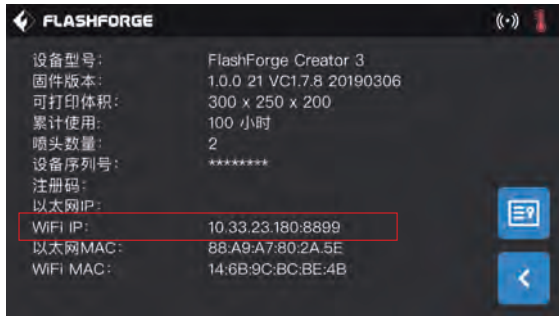 FLASHFORGE
设备型号: FlashForge Creator 3
固件版本: 1.0.0 21 VC1.7.8 20190306
可打印体积: 300 x 250 x 200
累计使用: 100 小时
喷头数量: 2
设备序列号: ********
注册码:
以太网IP:
WiFi IP: 10.33.23.180:8899
以太网MAC: 88:A9:A7:80:2A:5E
WiFi MAC: 14:6B:9C:BC:BE:4B